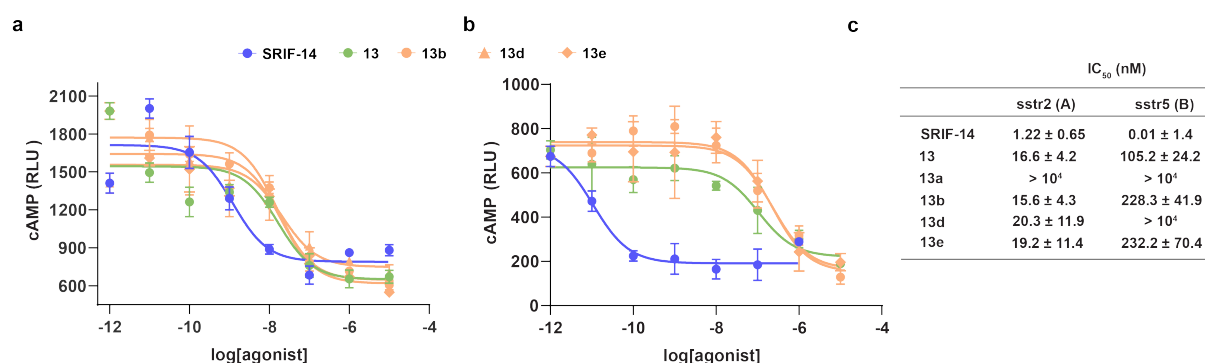 a
b
c
SRIF-14 13 13b 13d 13e
cAMP (RLU)
2100
1800
1500
1200
900
600
-12 -10 -8 -6 -4
log[agonist]
cAMP (RLU)
1000
800
600
400
200
0
-12 -10 -8 -6 -4
log[agonist]
IC50 (nM)
sstr2 (A) sstr5 (B)
SRIF-14 1.22 ± 0.65 0.01 ± 1.4
13 16.6 ± 4.2 105.2 ± 24.2
13a > 10⁴ > 10⁴
13b 15.6 ± 4.3 228.3 ± 41.9
13d 20.3 ± 11.9 > 10⁴
13e 19.2 ± 11.4 232.2 ± 70.4